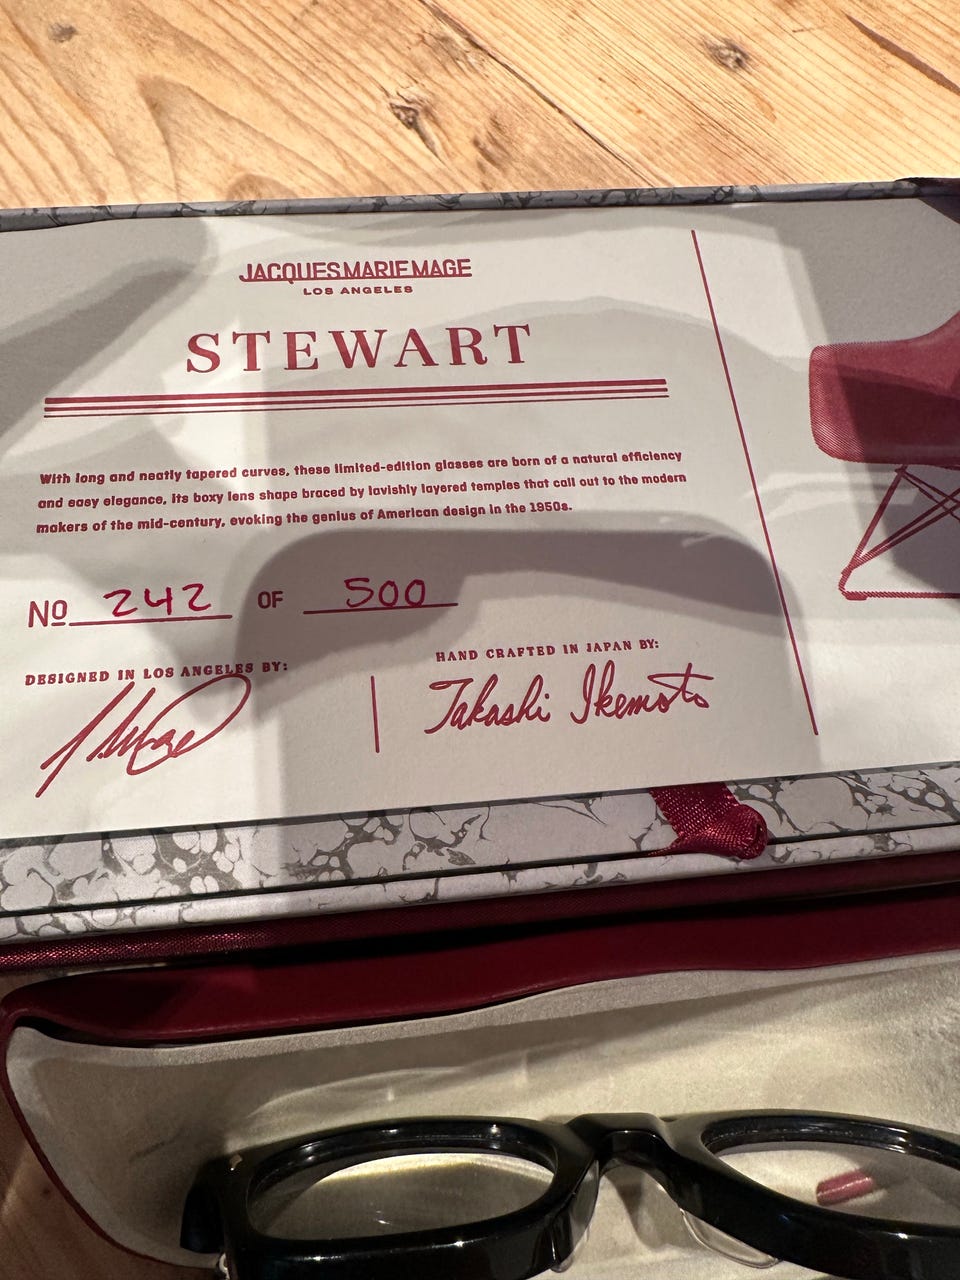 JACQUESMARIEMAGE
LOS ANGELES
STEWART
With long and neatly tapered curves, these limited-edition glasses are born of a natural efficiency
and easy elegance, its boxy lens shape braced by lavishly layered temples that call out to the modern
makers of the mid-century, evoking the genius of American design in the 1950s.
Nº 242 OF 500
DESIGNED IN LOS ANGELES BY:
HAND CRAFTED IN JAPAN BY:
Takashi Ikemoto